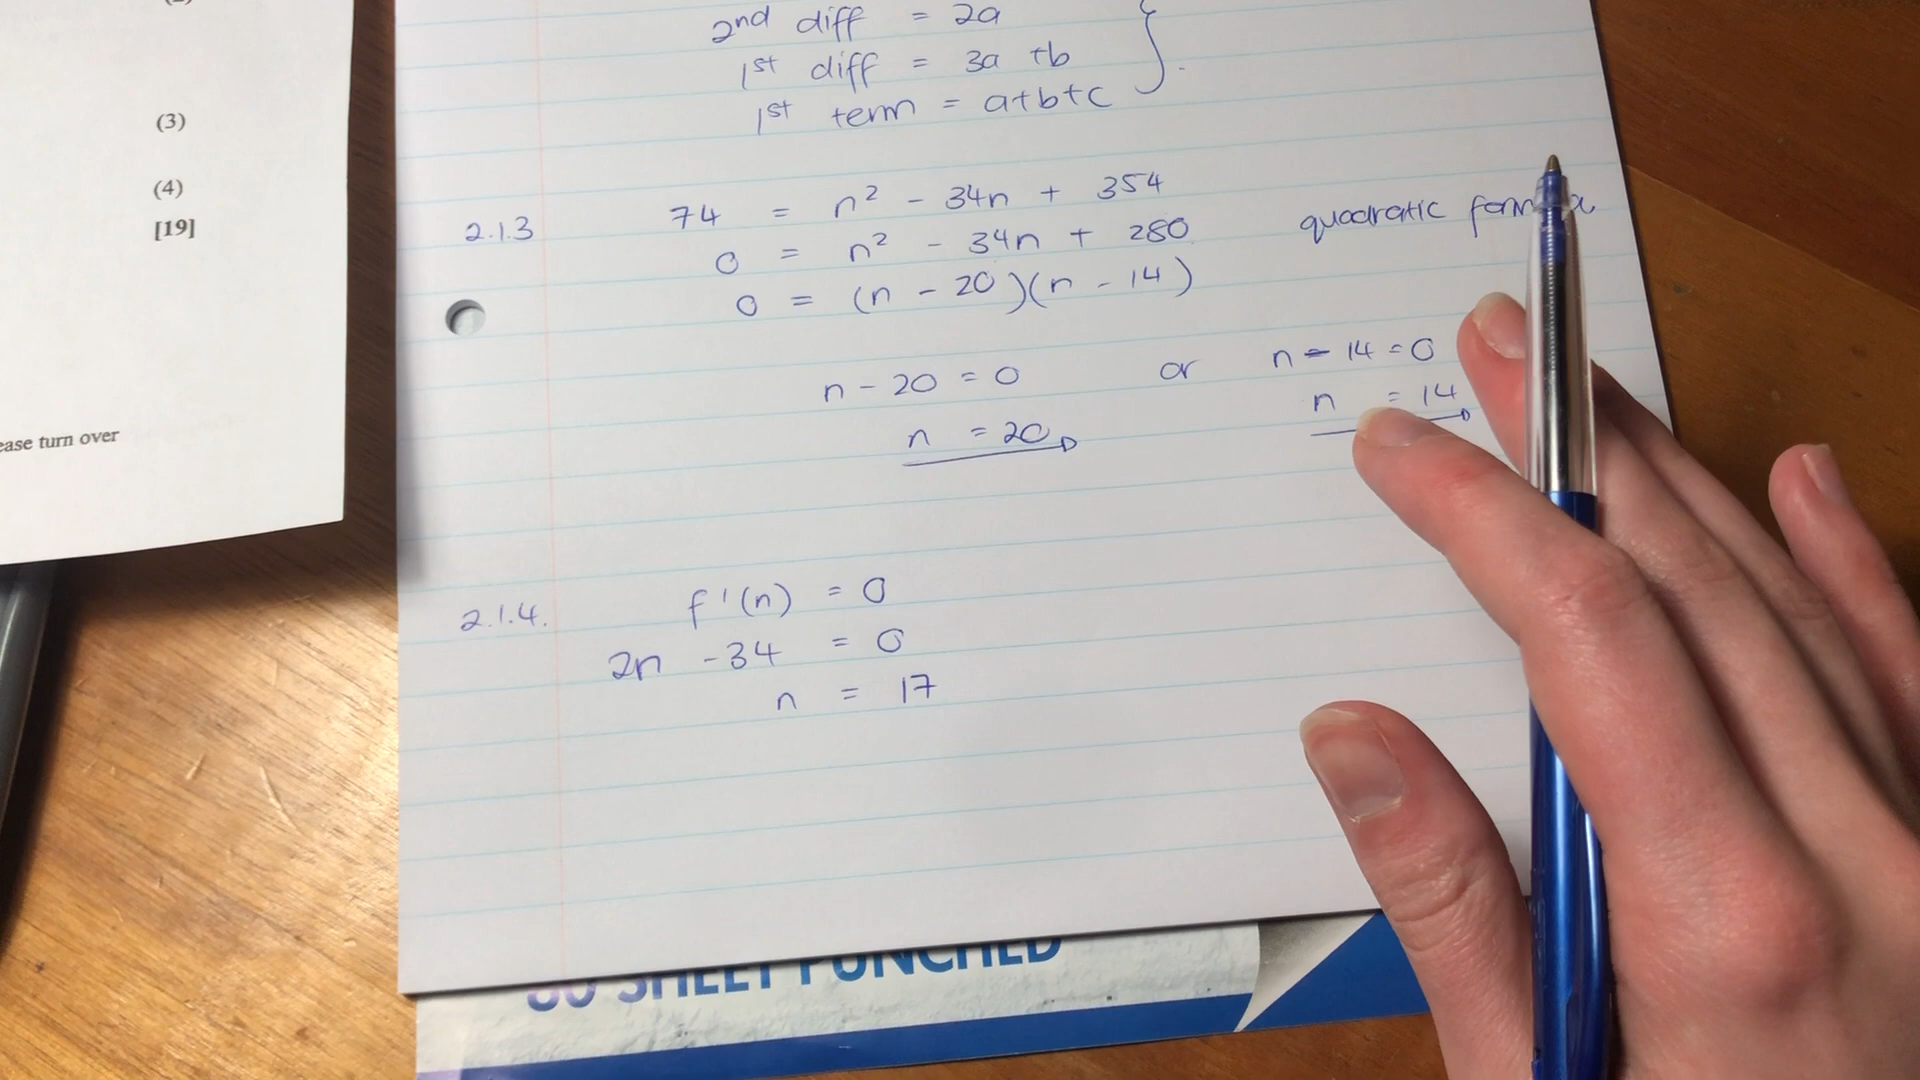 (3)
(4)
[19]
ease turn over
2nd diff = 2a
1st diff = 3a +b
1st term = a+b+c
2.1.3 74 = n² - 34n + 354
0 = n² - 34n + 280 quadratic
0 = (n - 20)(n - 14)
n - 20 = 0 or n - 14 = 0
n = 20 n = 14
2.1.4. f'(n) = 0
2n - 34 = 0
n = 17
SHEET PUNCHED